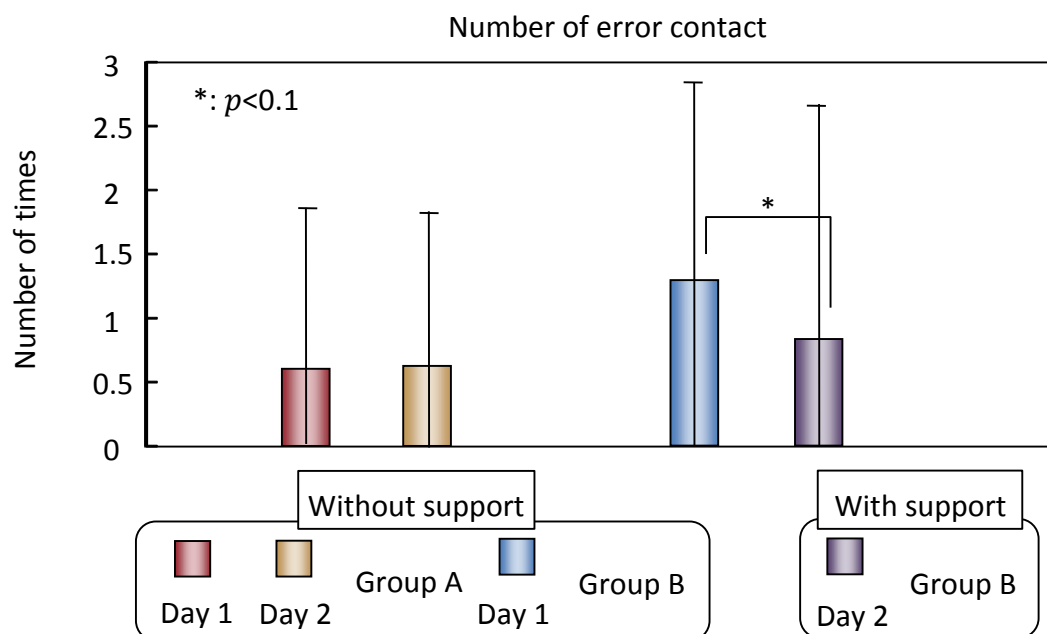 Number of error contact
3
*: p<0.1
2.5
2
*
1.5
1
0.5
0
Number of times
Without support
With support
Group A
Group B
Group B
Day 1 Day 2 Day 1 Day 2